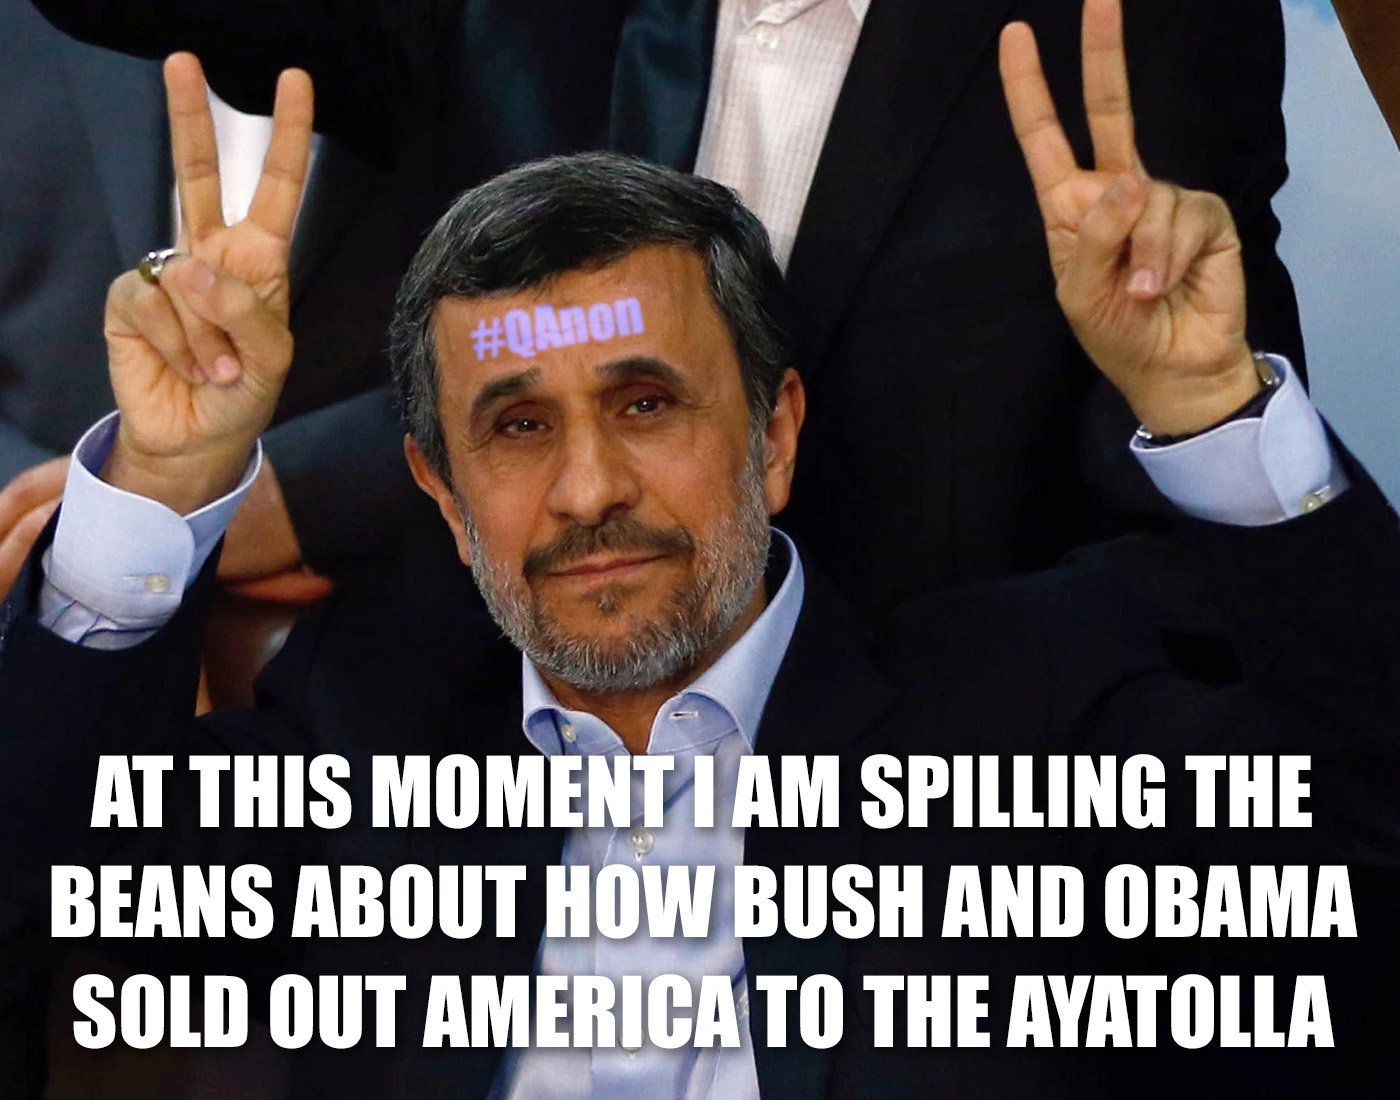 #QAnon
AT THIS MOMENT I AM SPILLING THE
BEANS ABOUT HOW BUSH AND OBAMA
SOLD OUT AMERICA TO THE AYATOLLA